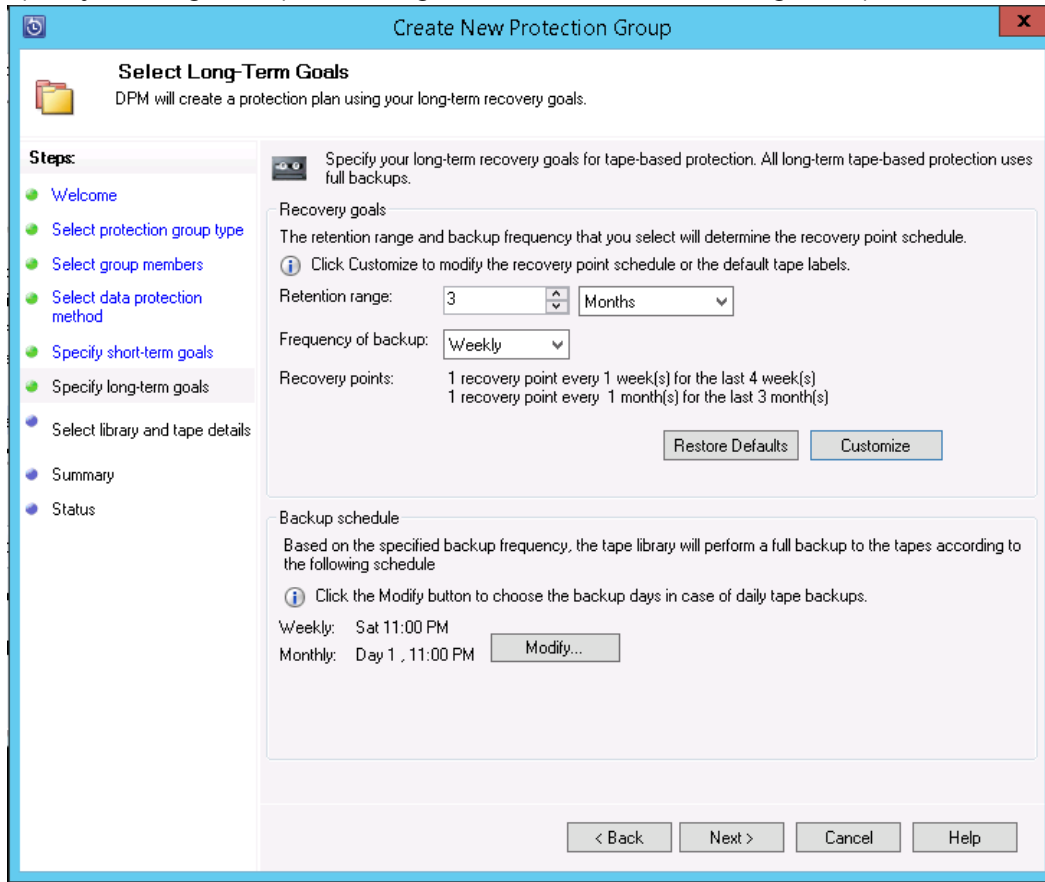 Create New Protection Group
x
Select Long-Term Goals
DPM will create a protection plan using your long-term recovery goals.
Steps:
Welcome
Select protection group type
Select group members
Select data protection
method
Specify short-term goals
Specify long-term goals
Select library and tape details
Summary
Status
Specify your long-term recovery goals for tape-based protection. All long-term tape-based protection uses
full backups.
Recovery goals
The retention range and backup frequency that you select will determine the recovery point schedule.
Click Customize to modify the recovery point schedule or the default tape labels.
Retention range: 3 Months
Frequency of backup: Weekly
Recovery points: 1 recovery point every 1 week(s) for the last 4 week(s)
1 recovery point every 1 month(s) for the last 3 month(s)
Restore Defaults Customize
Backup schedule
Based on the specified backup frequency, the tape library will perform a full backup to the tapes according to
the following schedule
Click the Modify button to choose the backup days in case of daily tape backups.
Weekly: Sat 11:00 PM
Monthly: Day 1 , 11:00 PM Modify...
< Back Next > Cancel Help